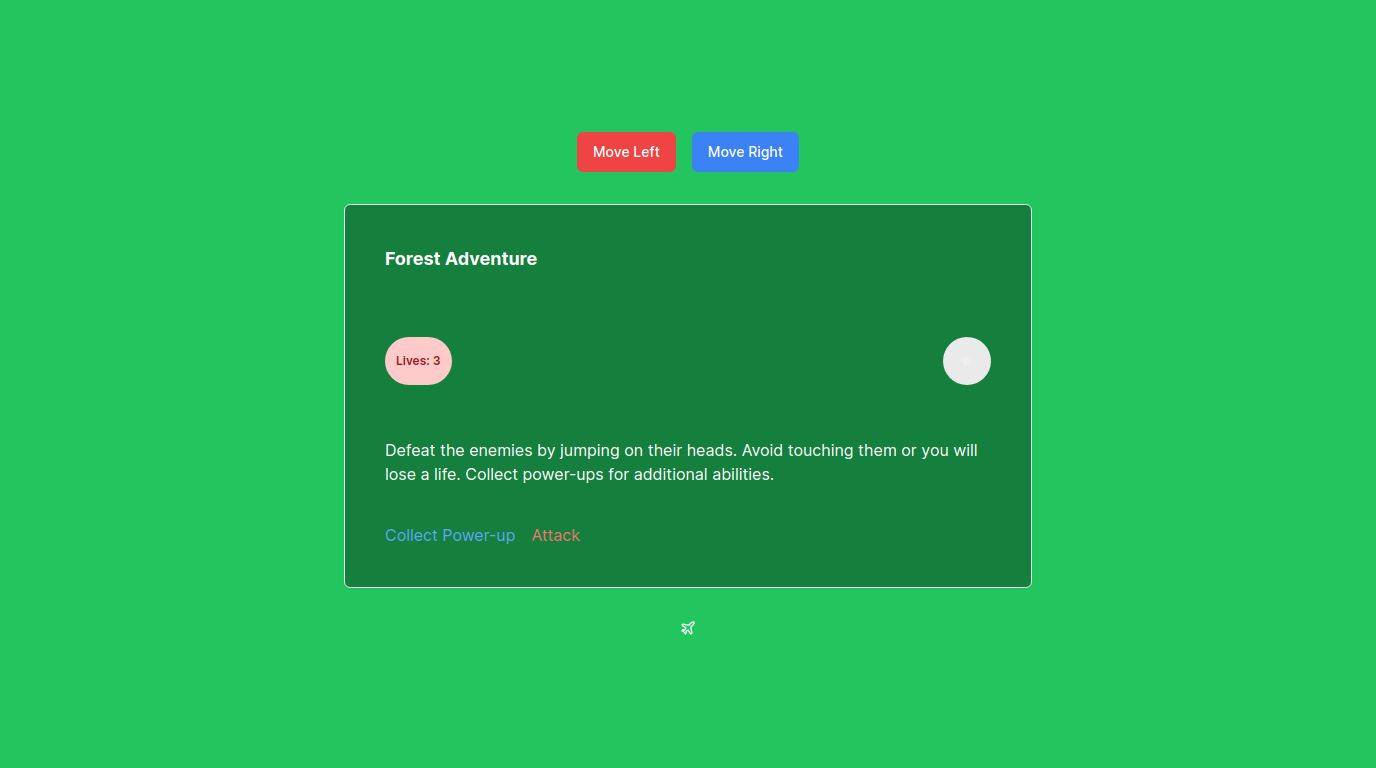 Move Left
Move Right
Forest Adventure
Lives: 3
Defeat the enemies by jumping on their heads. Avoid touching them or you will
lose a life. Collect power-ups for additional abilities.
Collect Power-up
Attack